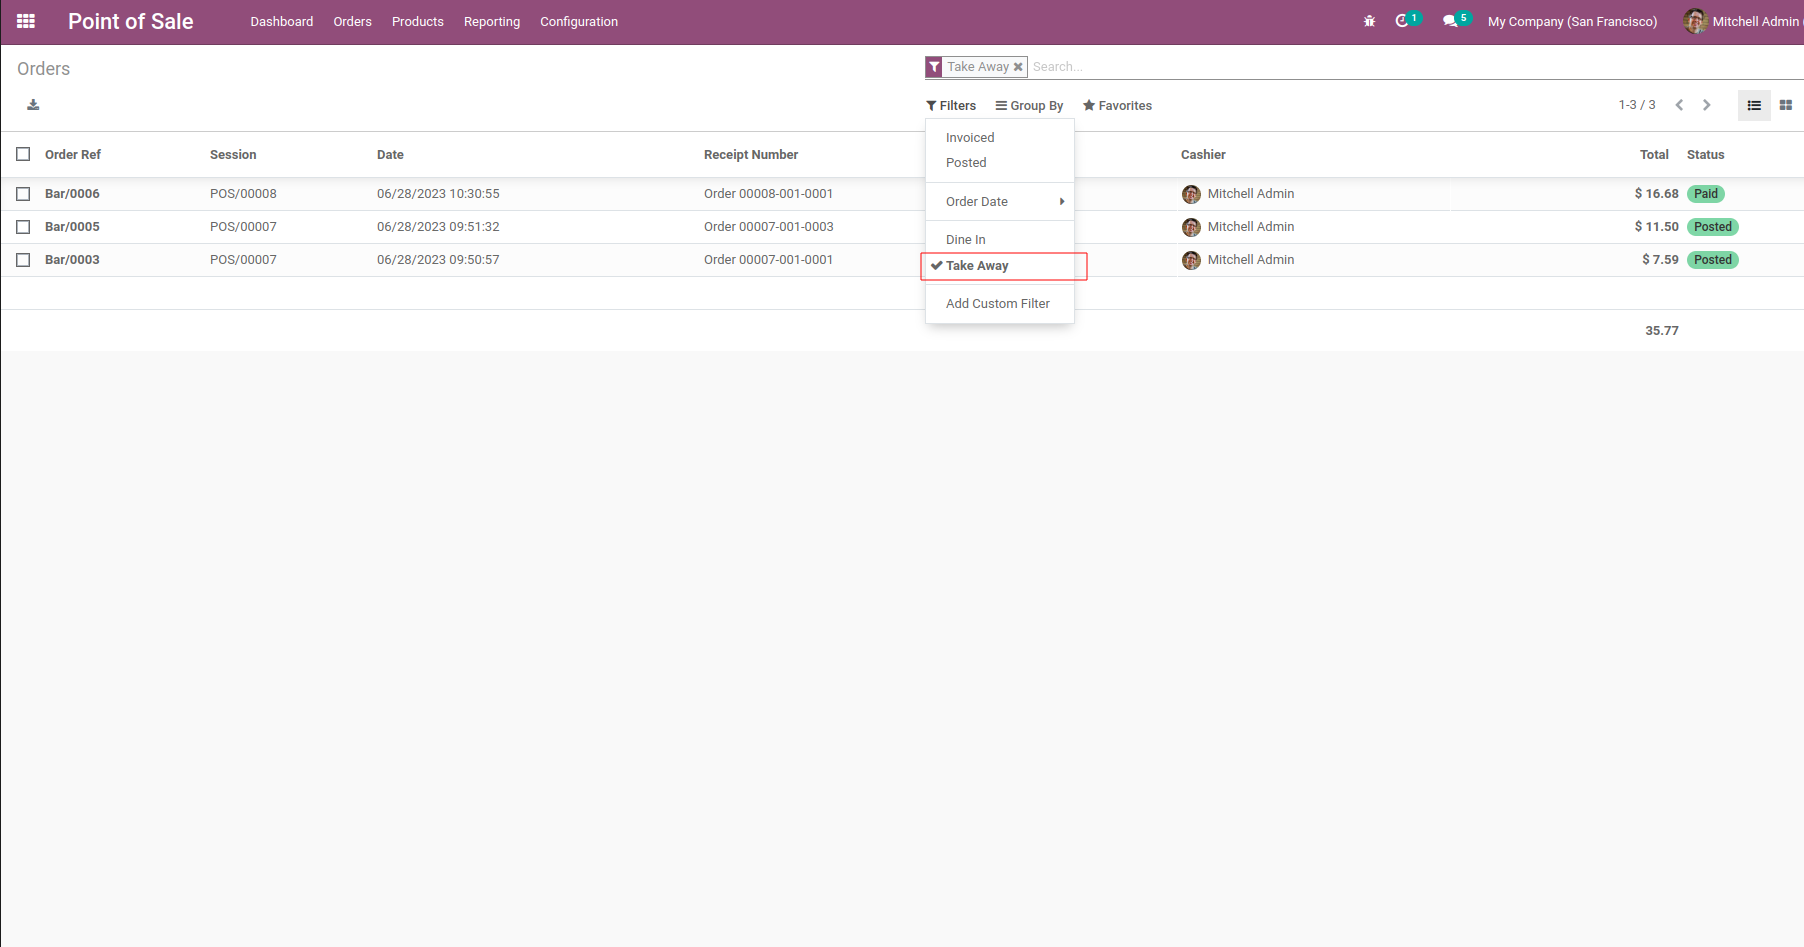 Point of Sale Dashboard Orders Products Reporting Configuration 1 5 My Company (San Francisco) Mitchell Admin (
Orders Take Away Search...
Filters Group By Favorites 1-3 / 3
Order Ref Session Date Receipt Number Cashier Total Status
Bar/0006 POS/00008 06/28/2023 10:30:55 Order 00008-001-0001 Mitchell Admin $ 16.68 Paid
Bar/0005 POS/00007 06/28/2023 09:51:32 Order 00007-001-0003 Mitchell Admin $ 11.50 Posted
Bar/0003 POS/00007 06/28/2023 09:50:57 Order 00007-001-0001 Mitchell Admin $ 7.59 Posted
35.77
Invoiced
Posted
Order Date
Dine In
Take Away
Add Custom Filter